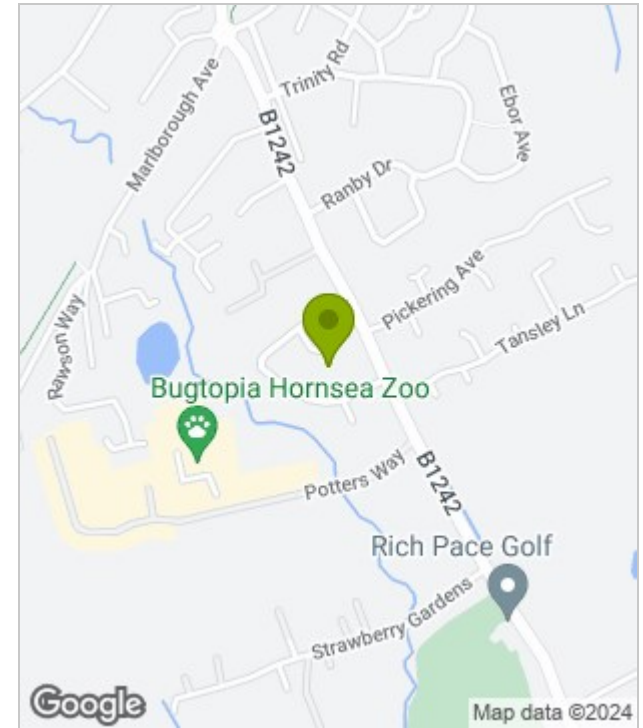 Trinity Rd
Marlborough Ave
B1242
Ebor Ave
Ranby Dr
Pickering Ave
Tansley Ln
Rawson Way
Bugtopia Hornsea Zoo
Potters Way
B1242
Rich Pace Golf
Strawberry Gardens
Google
Map data ©2024